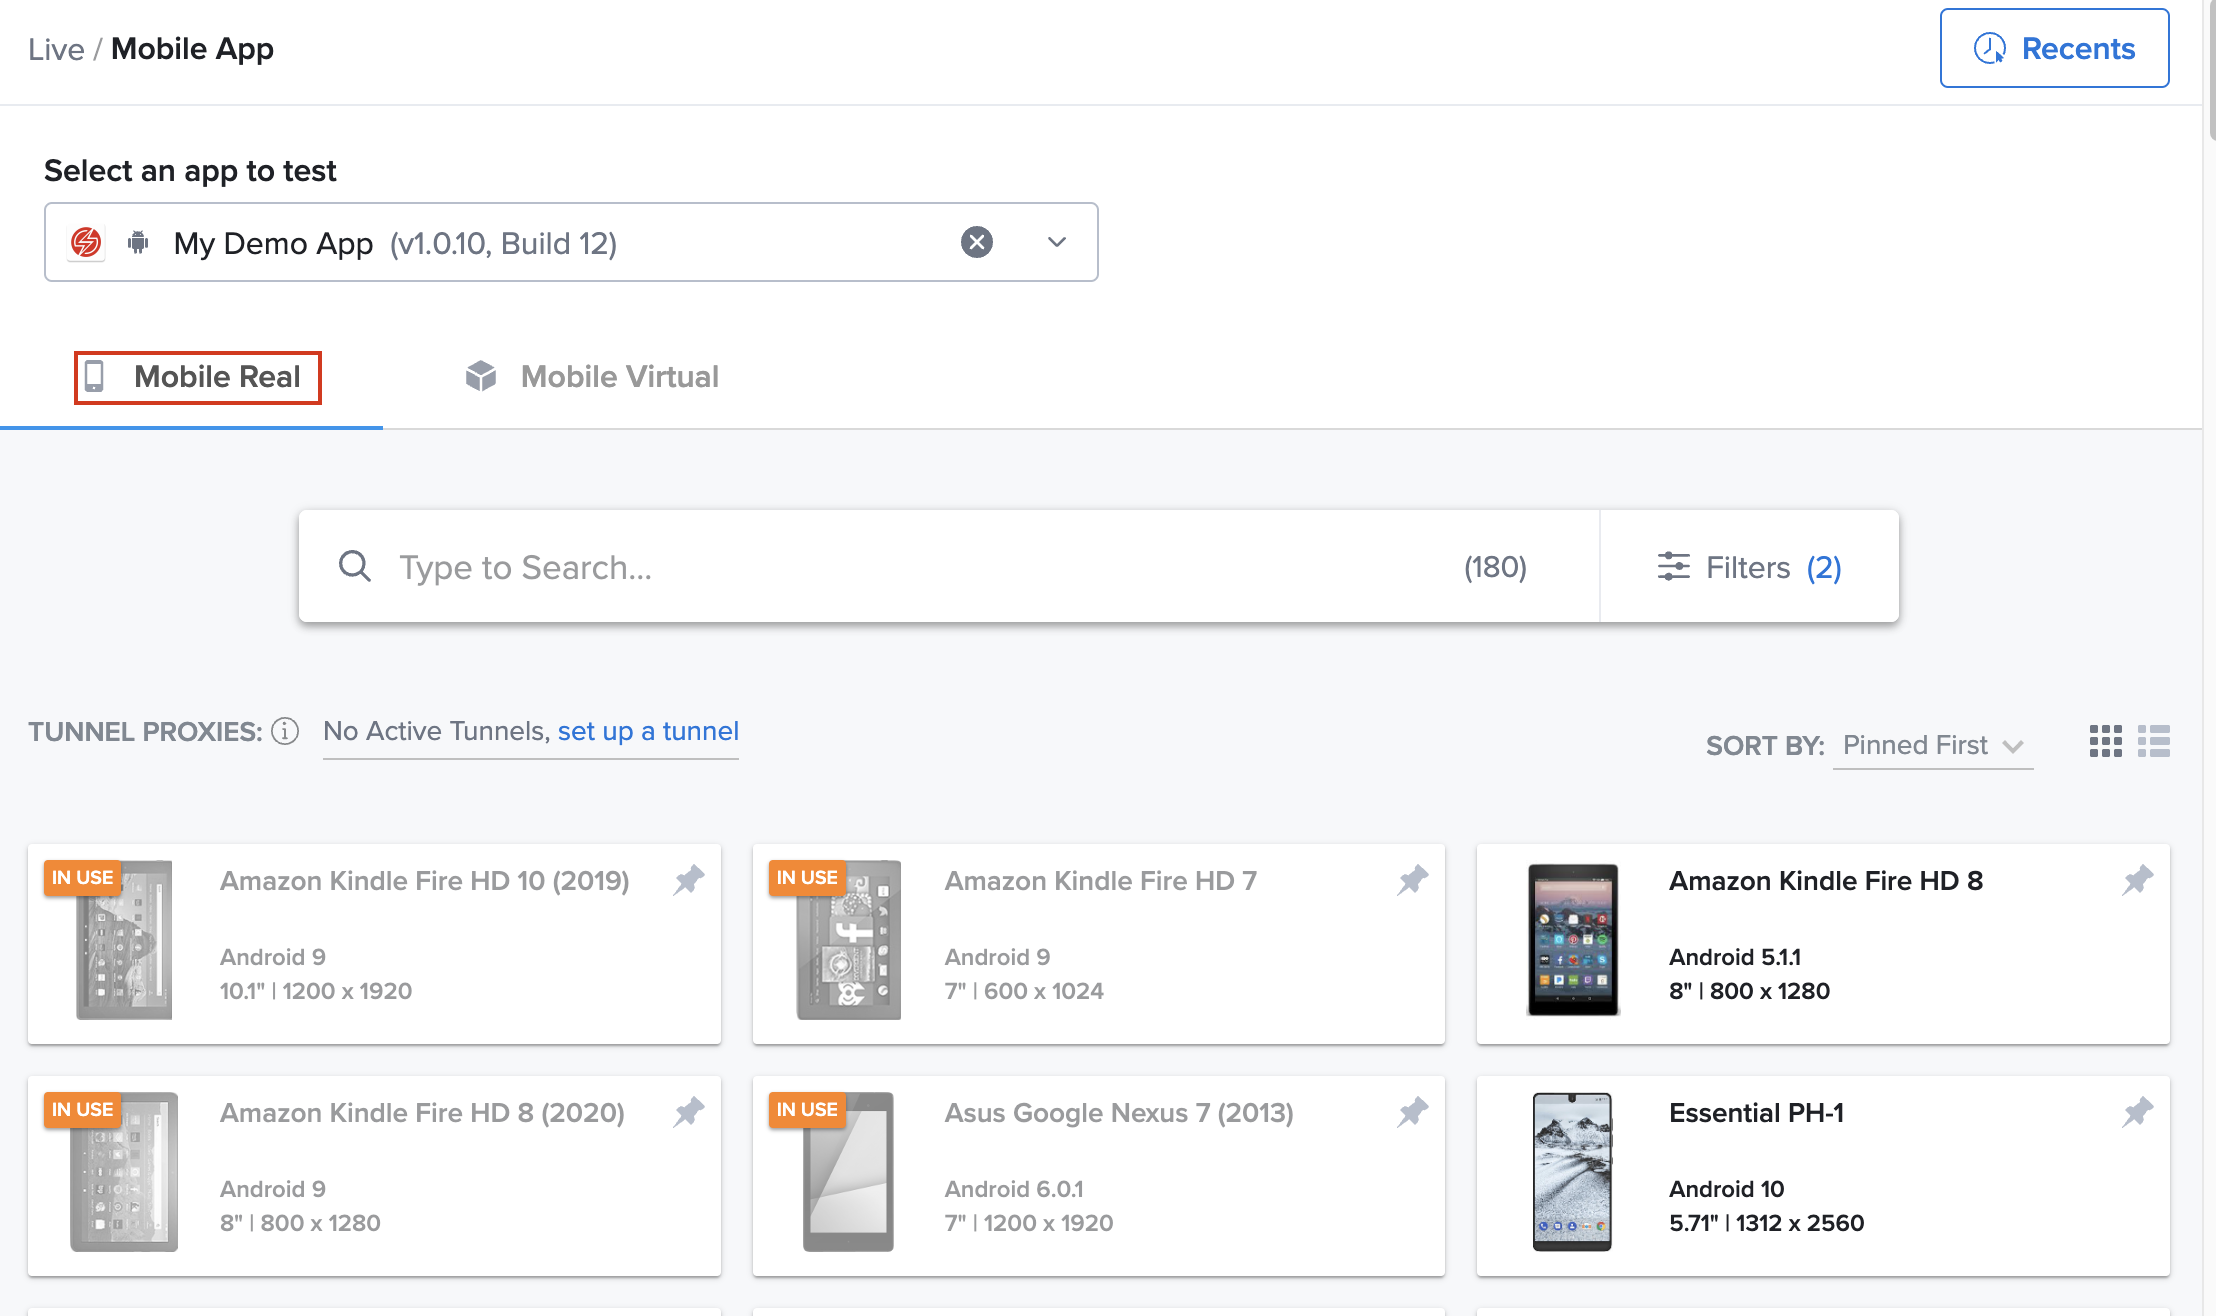 Live / Mobile App
Recents
Select an app to test
My Demo App (v1.0.10, Build 12)
Mobile Real
Mobile Virtual
Type to Search...
(180)
Filters (2)
TUNNEL PROXIES:
No Active Tunnels, set up a tunnel
SORT BY: Pinned First
IN USE
Amazon Kindle Fire HD 10 (2019)
Android 9
10.1" | 1200 x 1920
IN USE
Amazon Kindle Fire HD 7
Android 9
7" | 600 x 1024
Amazon Kindle Fire HD 8
Android 5.1.1
8" | 800 x 1280
IN USE
Amazon Kindle Fire HD 8 (2020)
Android 9
8" | 800 x 1280
IN USE
Asus Google Nexus 7 (2013)
Android 6.0.1
7" | 1200 x 1920
Essential PH-1
Android 10
5.71" | 1312 x 2560